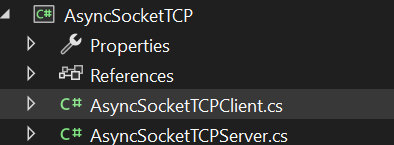 C# AsyncSocketTCP
Properties
References
C# AsyncSocketTCPClient.cs
C# AsyncSocketTCPServer.cs